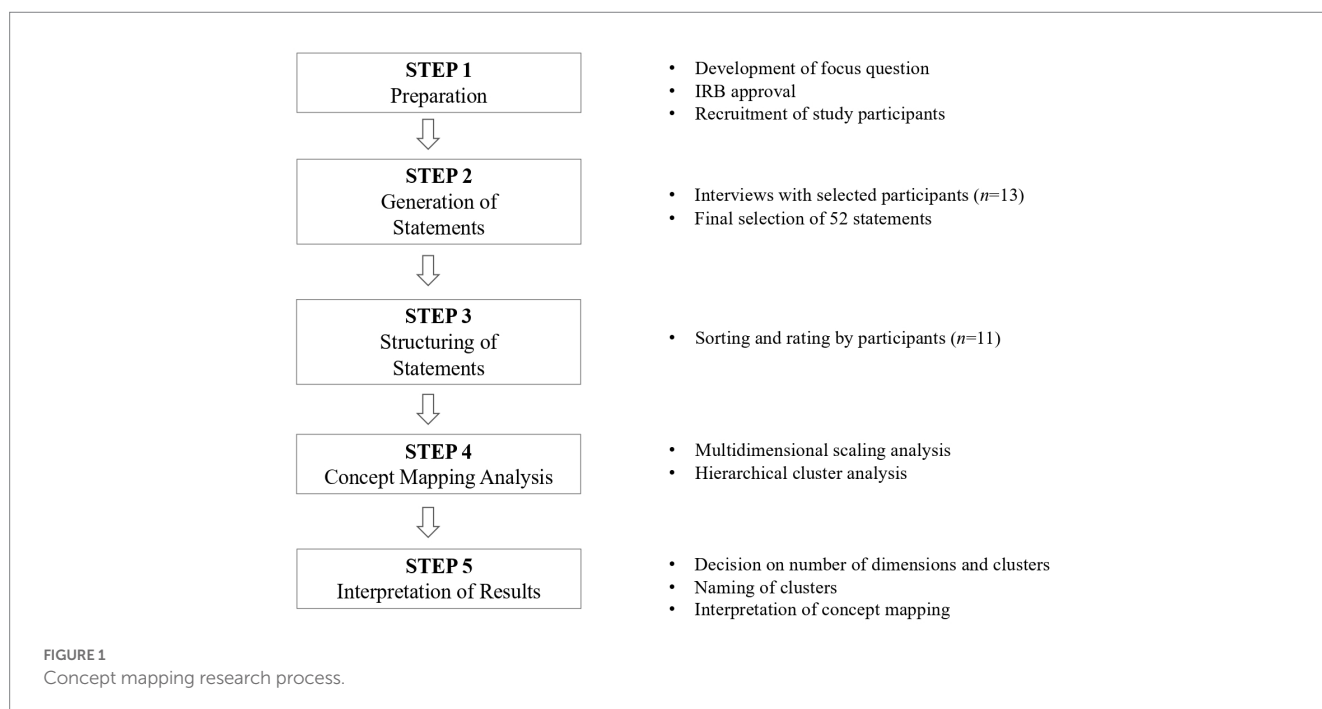 STEP 1
Preparation
• Development of focus question
• IRB approval
• Recruitment of study participants
STEP 2
Generation of
Statements
• Interviews with selected participants (n=13)
• Final selection of 52 statements
STEP 3
Structuring of
Statements
• Sorting and rating by participants (n=11)
STEP 4
Concept Mapping Analysis
• Multidimensional scaling analysis
• Hierarchical cluster analysis
STEP 5
Interpretation of Results
• Decision on number of dimensions and clusters
• Naming of clusters
• Interpretation of concept mapping
FIGURE 1
Concept mapping research process.